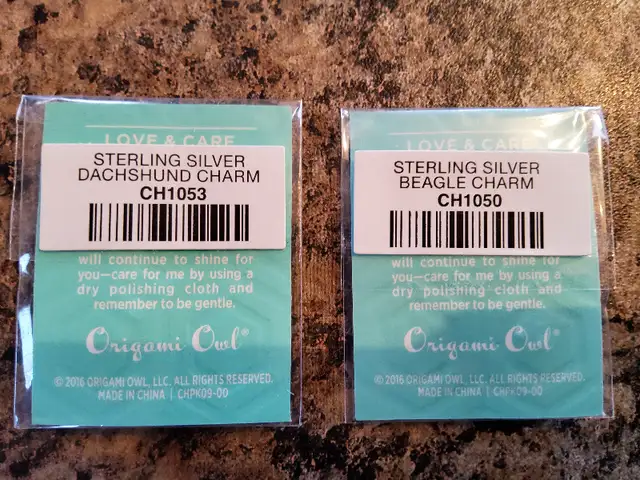 LOVE & CARE
STERLING SILVER
DACHSHUND CHARM
CH1053
will continue to shine for
you—care for me by using a
dry polishing cloth and
remember to be gentle.
Origami Owl®
© 2016 ORIGAMI OWL, LLC. ALL RIGHTS RESERVED.
MADE IN CHINA | CHPK09-00
LOVE & CARE
STERLING SILVER
BEAGLE CHARM
CH1050
will continue to shine for
you—care for me by using a
dry polishing cloth and
remember to be gentle.
Origami Owl®
© 2016 ORIGAMI OWL, LLC. ALL RIGHTS RESERVED.
MADE IN CHINA | CHPK09-00